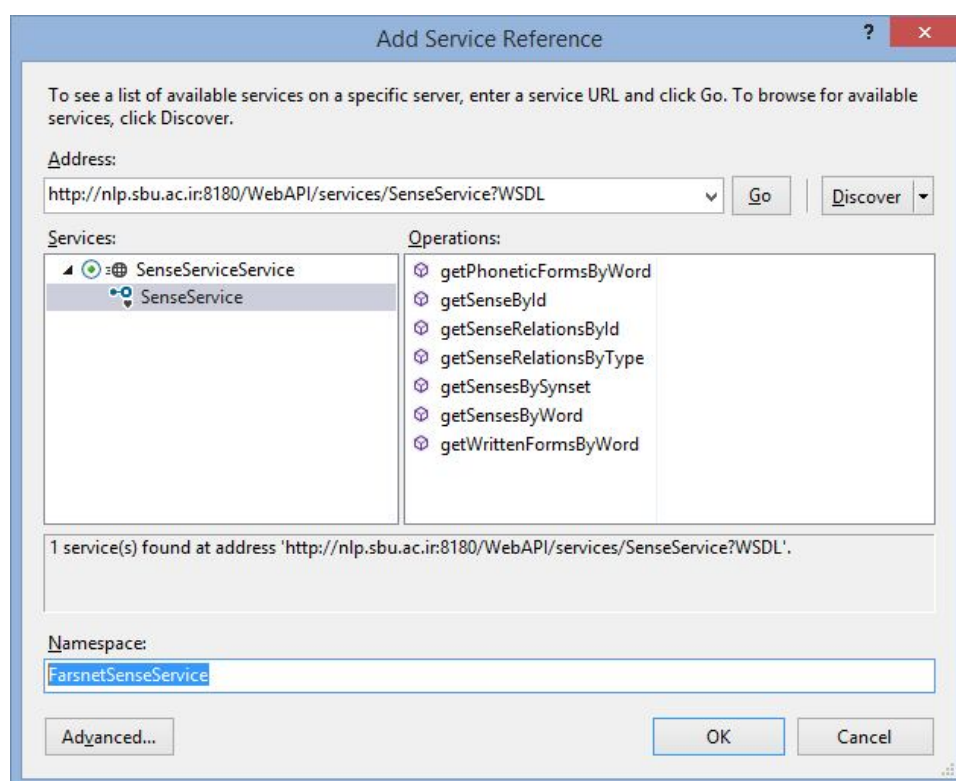 Add Service Reference
?
×
To see a list of available services on a specific server, enter a service URL and click Go. To browse for available
services, click Discover.
Address:
http://nlp.sbu.ac.ir:8180/WebAPI/services/SenseService?WSDL
Go
Discover
Services:
SenseServiceService
SenseService
Operations:
getPhoneticFormsByWord
getSenseById
getSenseRelationsById
getSenseRelationsByType
getSensesBySynset
getSensesByWord
getWrittenFormsByWord
1 service(s) found at address 'http://nlp.sbu.ac.ir:8180/WebAPI/services/SenseService?WSDL'.
Namespace:
FarsnetSenseService
Advanced...
OK
Cancel